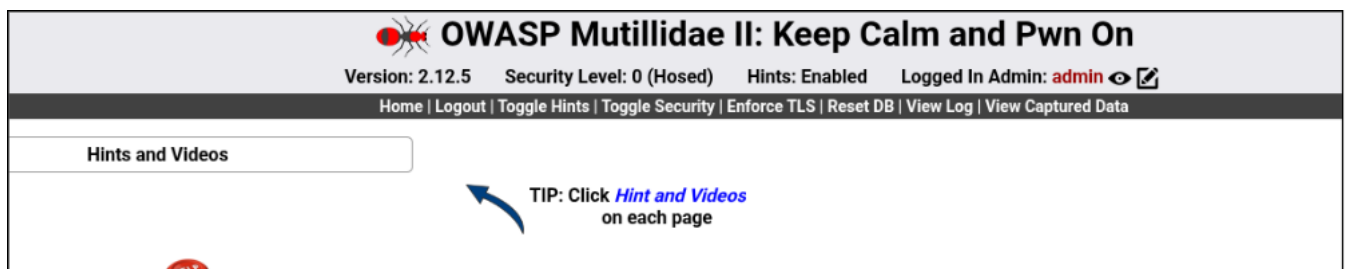 OWASP Mutillidae II: Keep Calm and Pwn On
Version: 2.12.5 Security Level: 0 (Hosed) Hints: Enabled Logged In Admin: admin
Home | Logout | Toggle Hints | Toggle Security | Enforce TLS | Reset DB | View Log | View Captured Data
Hints and Videos
TIP: Click Hint and Videos
on each page